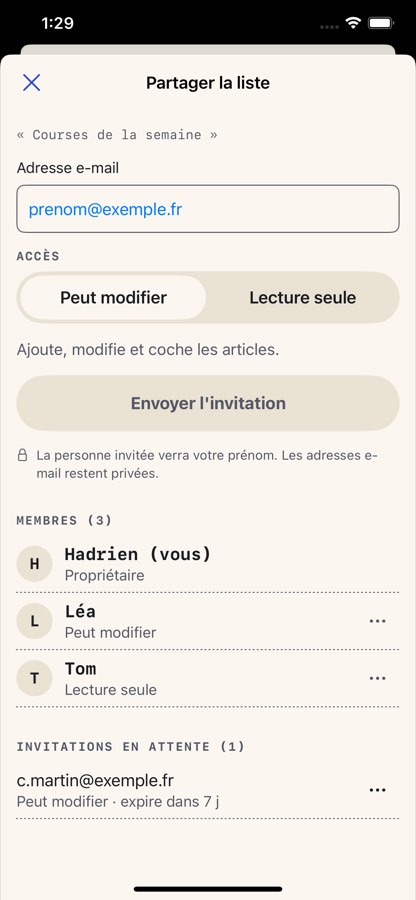 1:29
Partager la liste
« Courses de la semaine »
Adresse e-mail
prenom@exemple.fr
ACCÈS
Peut modifier
Lecture seule
Ajoute, modifie et coche les articles.
Envoyer l'invitation
La personne invitée verra votre prénom. Les adresses e-
mail restent privées.
MEMBRES (3)
H
Hadrien (vous)
Propriétaire
L
Léa
Peut modifier
T
Tom
Lecture seule
INVITATIONS EN ATTENTE (1)
c.martin@exemple.fr
Peut modifier · expire dans 7 j